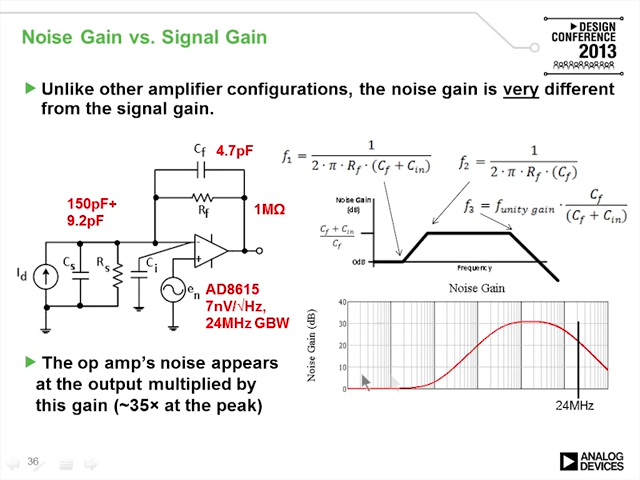 Noise Gain vs. Signal Gain
DESIGN
CONFERENCE
2013
Unlike other amplifier configurations, the noise gain is very different
from the signal gain.
Cf 4.7pF
150pF+
9.2pF
Rf
1MΩ
Id
Cs
Rs
Ci
-
+
en
AD8615
7nV/√Hz,
24MHz GBW
f1 = 1 / (2 · π · Rf · (Cf + Cin))
f2 = 1 / (2 · π · Rf · (Cf))
f3 = funity gain · Cf / (Cf + Cin)
Noise Gain
(dB)
Cf + Cin
Cf
0dB
Frequency
Noise Gain
Noise Gain (dB)
40
30
20
10
0
24MHz
The op amp's noise appears
at the output multiplied by
this gain (~35× at the peak)
36
ANALOG
DEVICES